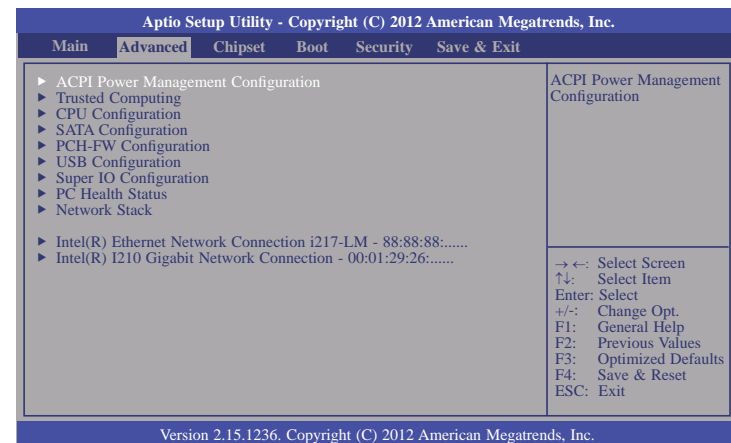 Aptio Setup Utility - Copyright (C) 2012 American Megatrends, Inc.
Main Advanced Chipset Boot Security Save & Exit
► ACPI Power Management Configuration
► Trusted Computing
► CPU Configuration
► SATA Configuration
► PCH-FW Configuration
► USB Configuration
► Super IO Configuration
► PC Health Status
► Network Stack
► Intel(R) Ethernet Network Connection i217-LM - 88:88:88:......
► Intel(R) I210 Gigabit Network Connection - 00:01:29:26:......
ACPI Power Management
Configuration
→ ←: Select Screen
↑↓: Select Item
Enter: Select
+/-: Change Opt.
F1: General Help
F2: Previous Values
F3: Optimized Defaults
F4: Save & Reset
ESC: Exit
Version 2.15.1236. Copyright (C) 2012 American Megatrends, Inc.